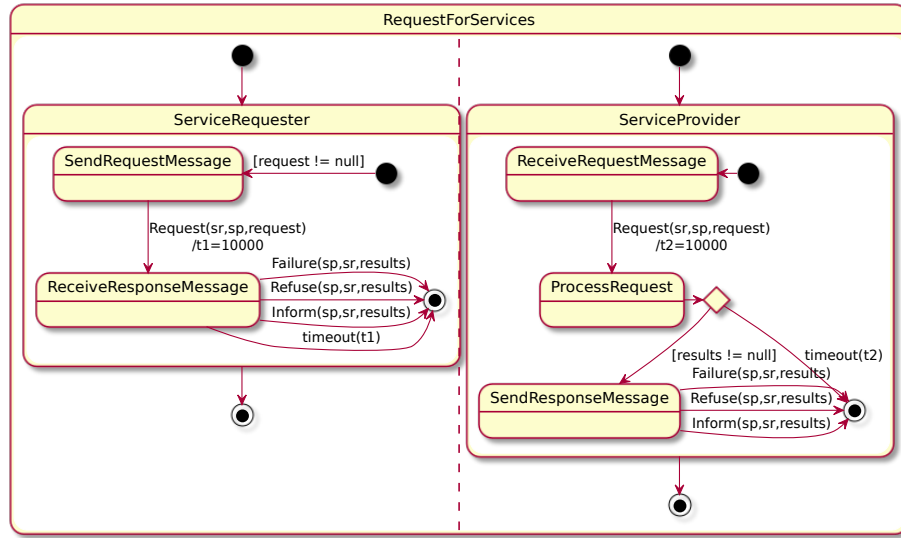 RequestForServices
ServiceRequester
SendRequestMessage
[request != null]
Request(sr,sp,request)
/t1=10000
ReceiveResponseMessage
Failure(sp,sr,results)
Refuse(sp,sr,results)
Inform(sp,sr,results)
timeout(t1)
ServiceProvider
ReceiveRequestMessage
Request(sr,sp,request)
/t2=10000
ProcessRequest
[results != null]
timeout(t2)
SendResponseMessage
Failure(sp,sr,results)
Refuse(sp,sr,results)
Inform(sp,sr,results)